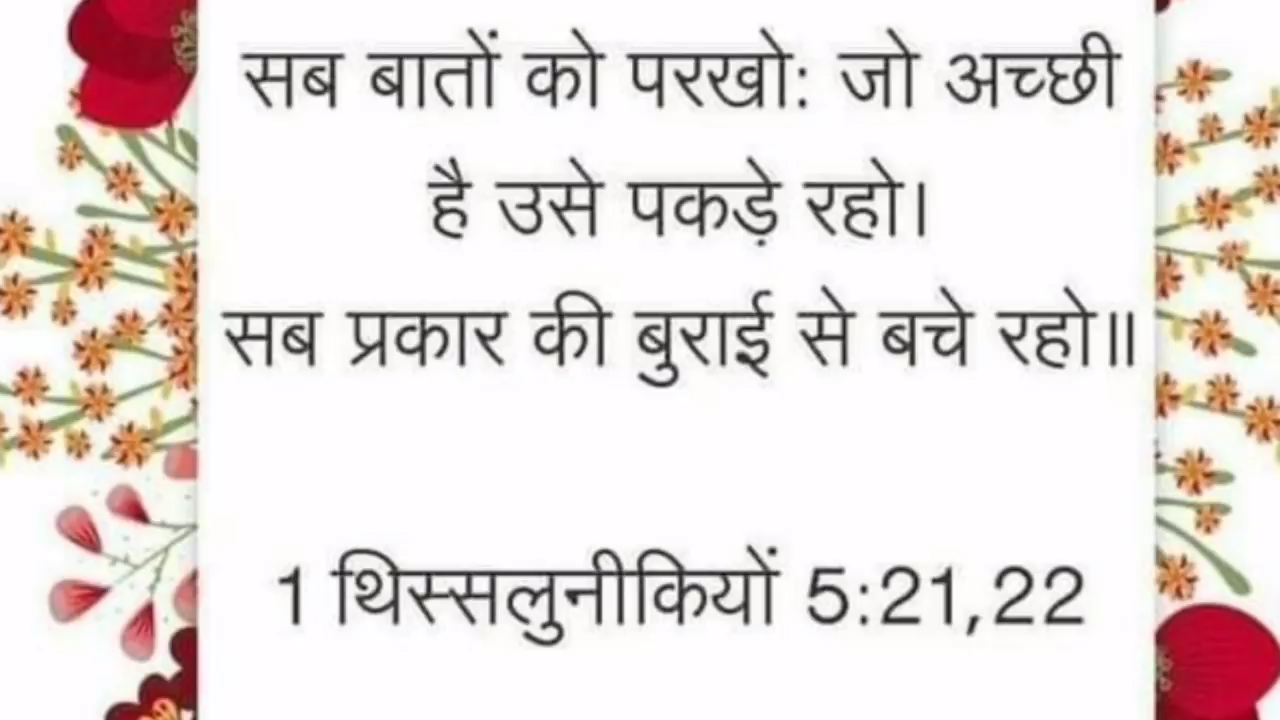 सब बातों को परखो: जो अच्छी
है उसे पकड़े रहो।
सब प्रकार की बुराई से बचे रहो॥
1 थिस्सलुनीकियों 5:21,22